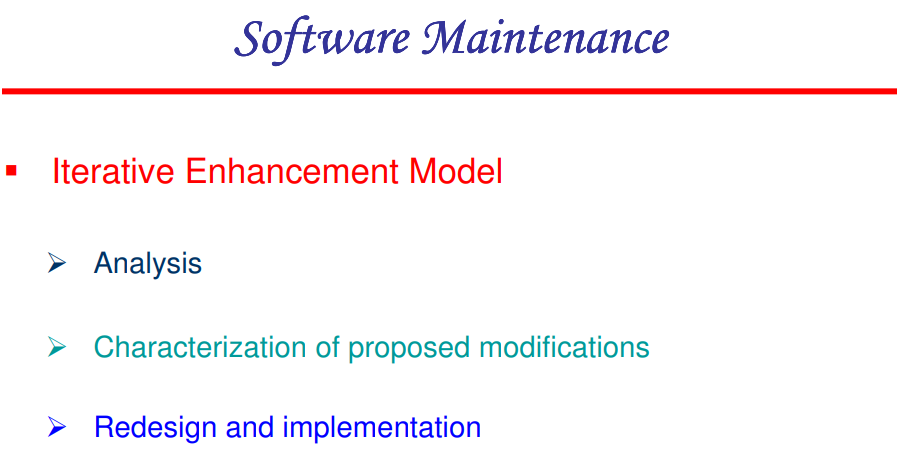 Software Maintenance
Iterative Enhancement Model
Analysis
Characterization of proposed modifications
Redesign and implementation